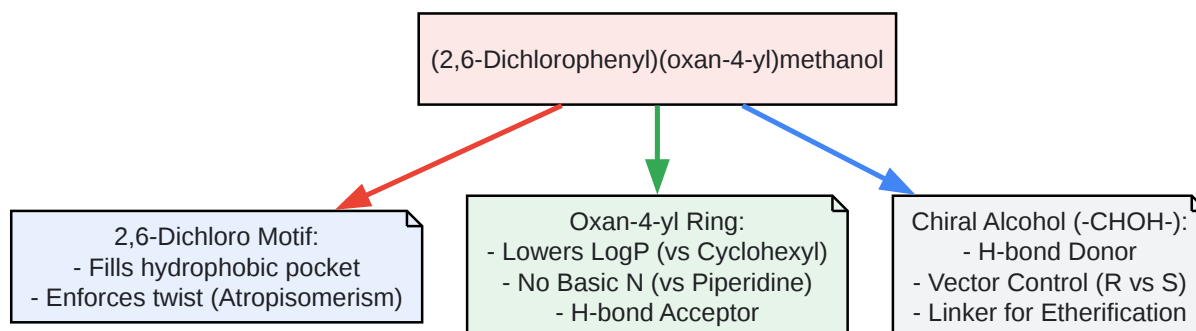 (2,6-Dichlorophenyl)(oxan-4-yl)methanol
2,6-Dichloro Motif:
- Fills hydrophobic pocket
- Enforces twist (Atropisomerism)
Oxan-4-yl Ring:
- Lowers LogP (vs Cyclohexyl)
- No Basic N (vs Piperidine)
- H-bond Acceptor
Chiral Alcohol (-CHOH-):
- H-bond Donor
- Vector Control (R vs S)
- Linker for Etherification